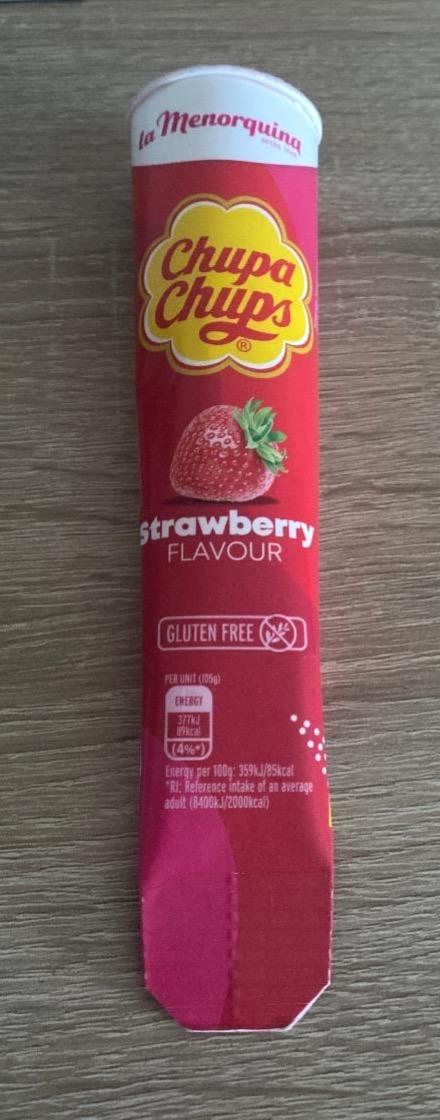 la Menorquina
Chupa
Chups
®
strawberry
FLAVOUR
GLUTEN FREE
PER UNIT (105g)
ENERGY
377kJ
89kcal
(4%*)
Energy per 100g: 359kJ/85kcal
*RI: Reference intake of an average
adult (8400kJ/2000kcal)